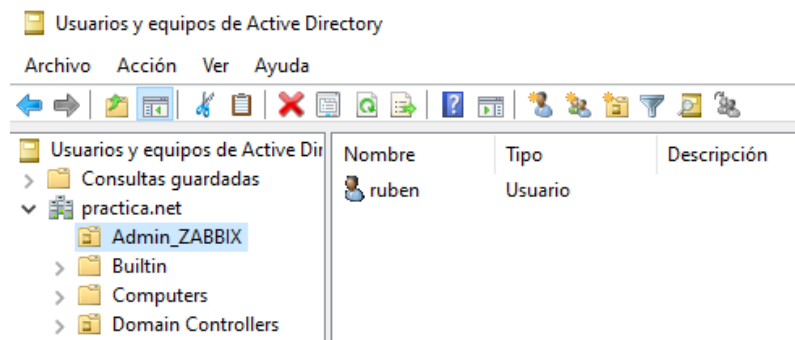 Usuarios y equipos de Active Directory
Archivo Acción Ver Ayuda
Usuarios y equipos de Active Dir
Consultas guardadas
practica.net
Admin_ZABBIX
Builtin
Computers
Domain Controllers
Nombre Tipo Descripción
ruben Usuario